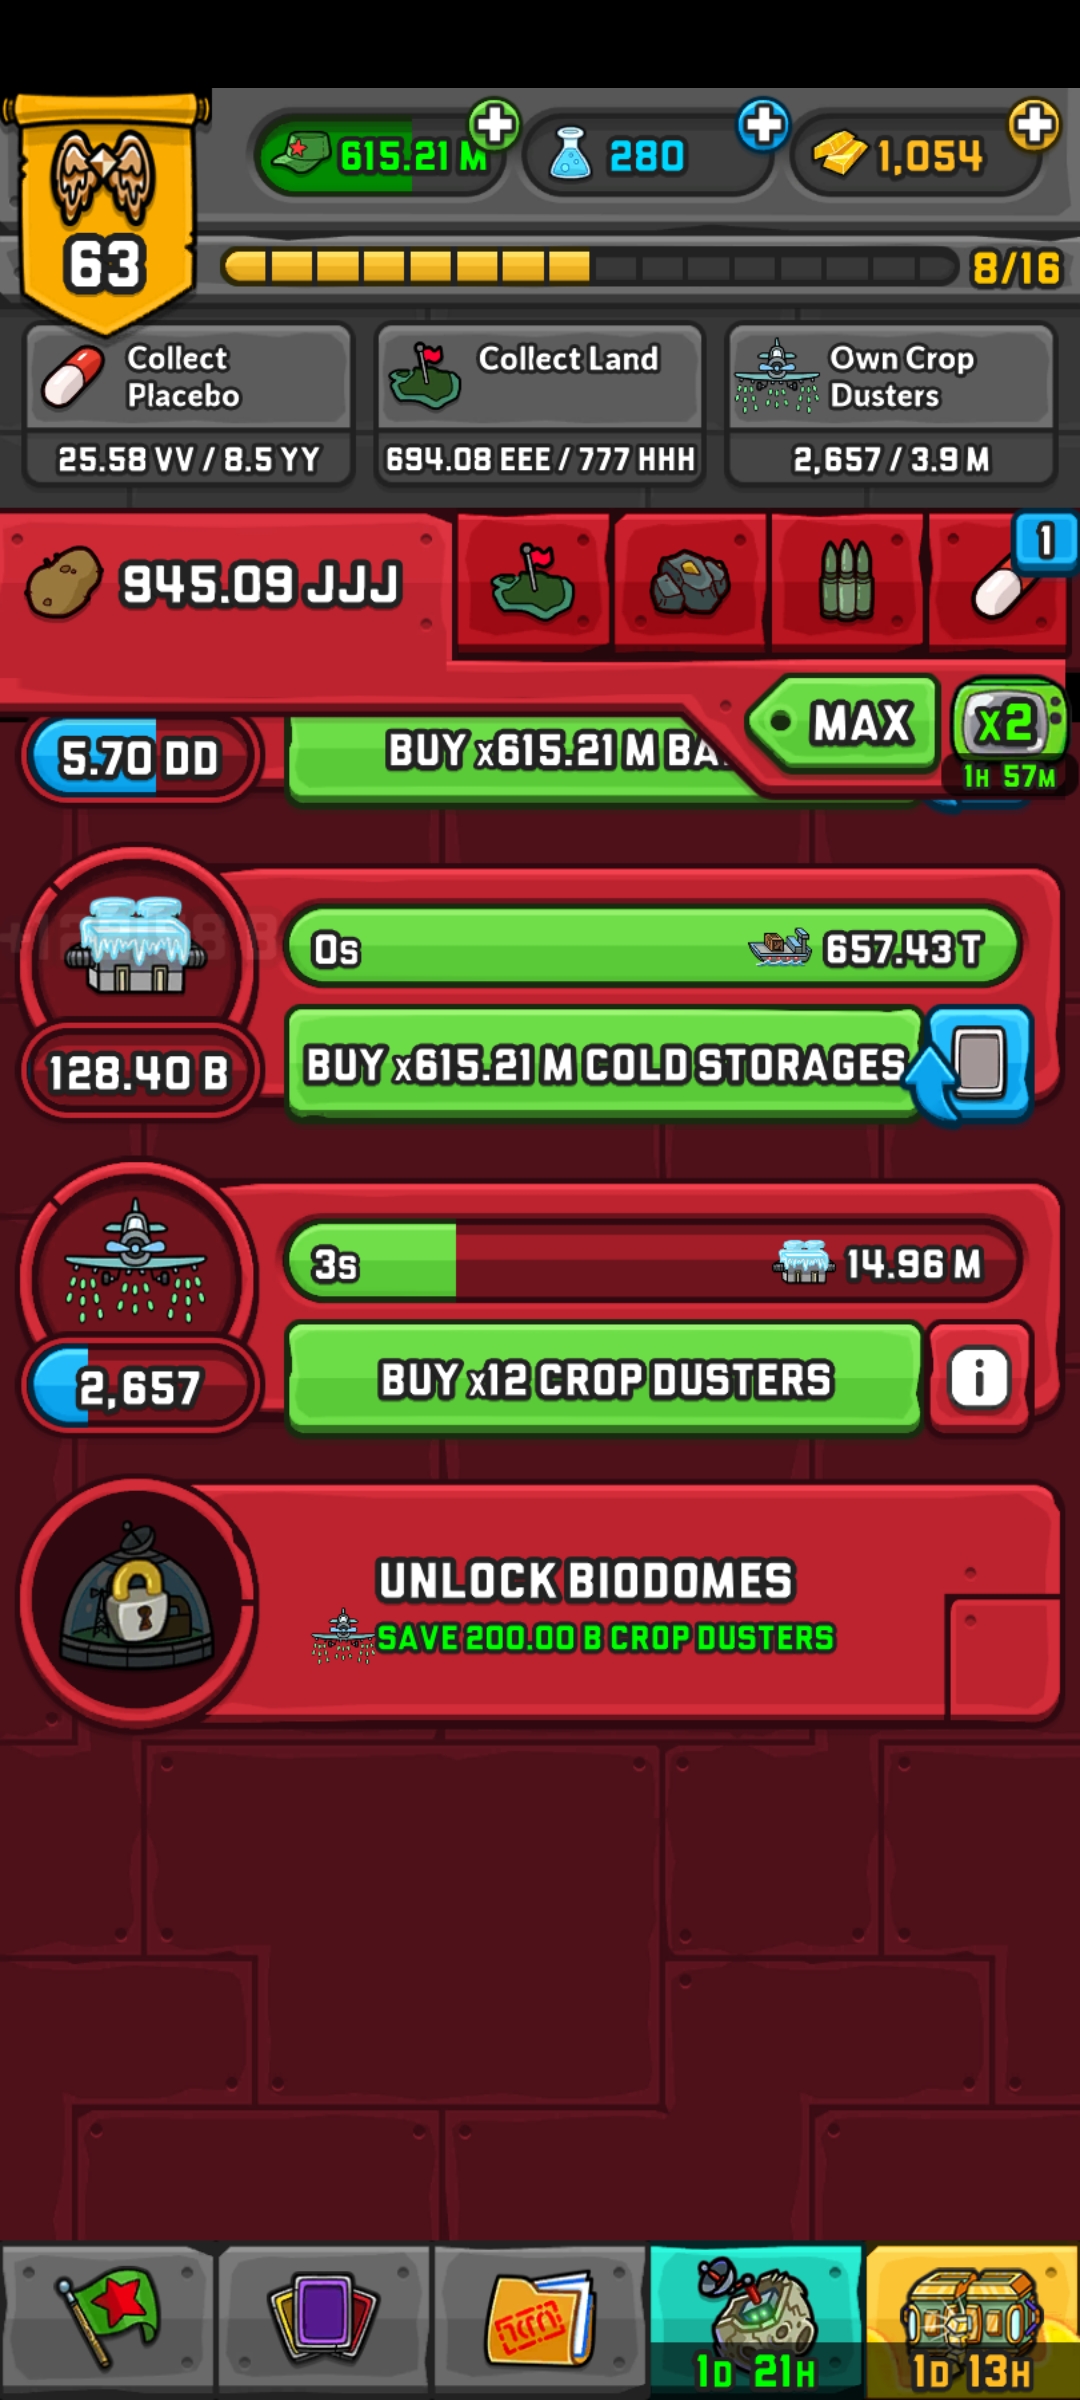 615.21 M
280
1,054
63
8/16
Collect
Placebo
25.58 VV / 8.5 YY
Collect Land
694.08 EEE / 777 HHH
Own Crop
Dusters
2,657 / 3.9 M
945.09 JJJ
1
MAX
x2
1H 57M
5.70 DD
BUY x615.21 M BA
0s
657.43 T
128.40 B
BUY x615.21 M COLD STORAGES
3s
14.96 M
2,657
BUY x12 CROP DUSTERS
i
UNLOCK BIODOMES
SAVE 200.00 B CROP DUSTERS
1D 21H
1D 13H